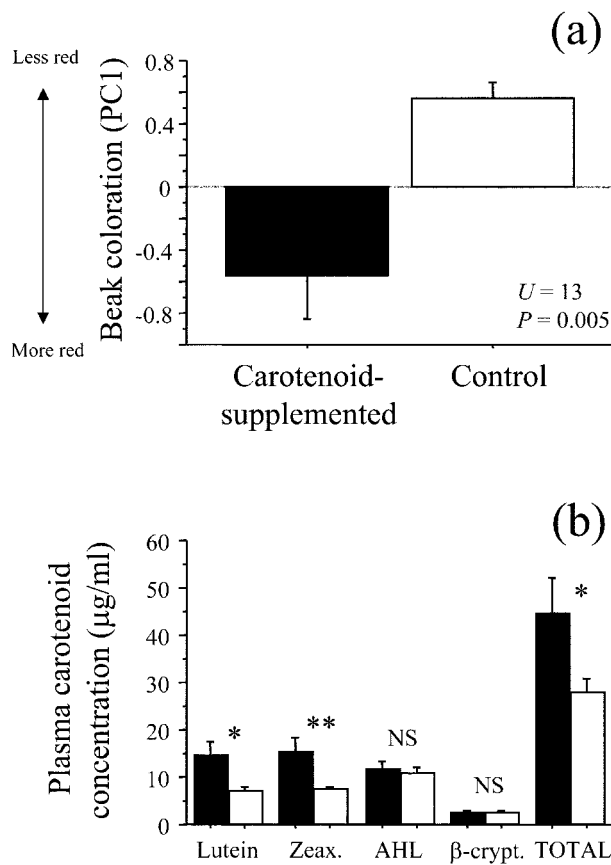 (a)
Less red
More red
Beak coloration (PC1)
0.8
0.4
0
-0.4
-0.8
U = 13
P = 0.005
Carotenoid-
supplemented
Control
(b)
Plasma carotenoid
concentration (μg/ml)
60
50
40
30
20
10
0
*
**
NS
NS
*
Lutein
Zeax.
AHL
β-crypt.
TOTAL